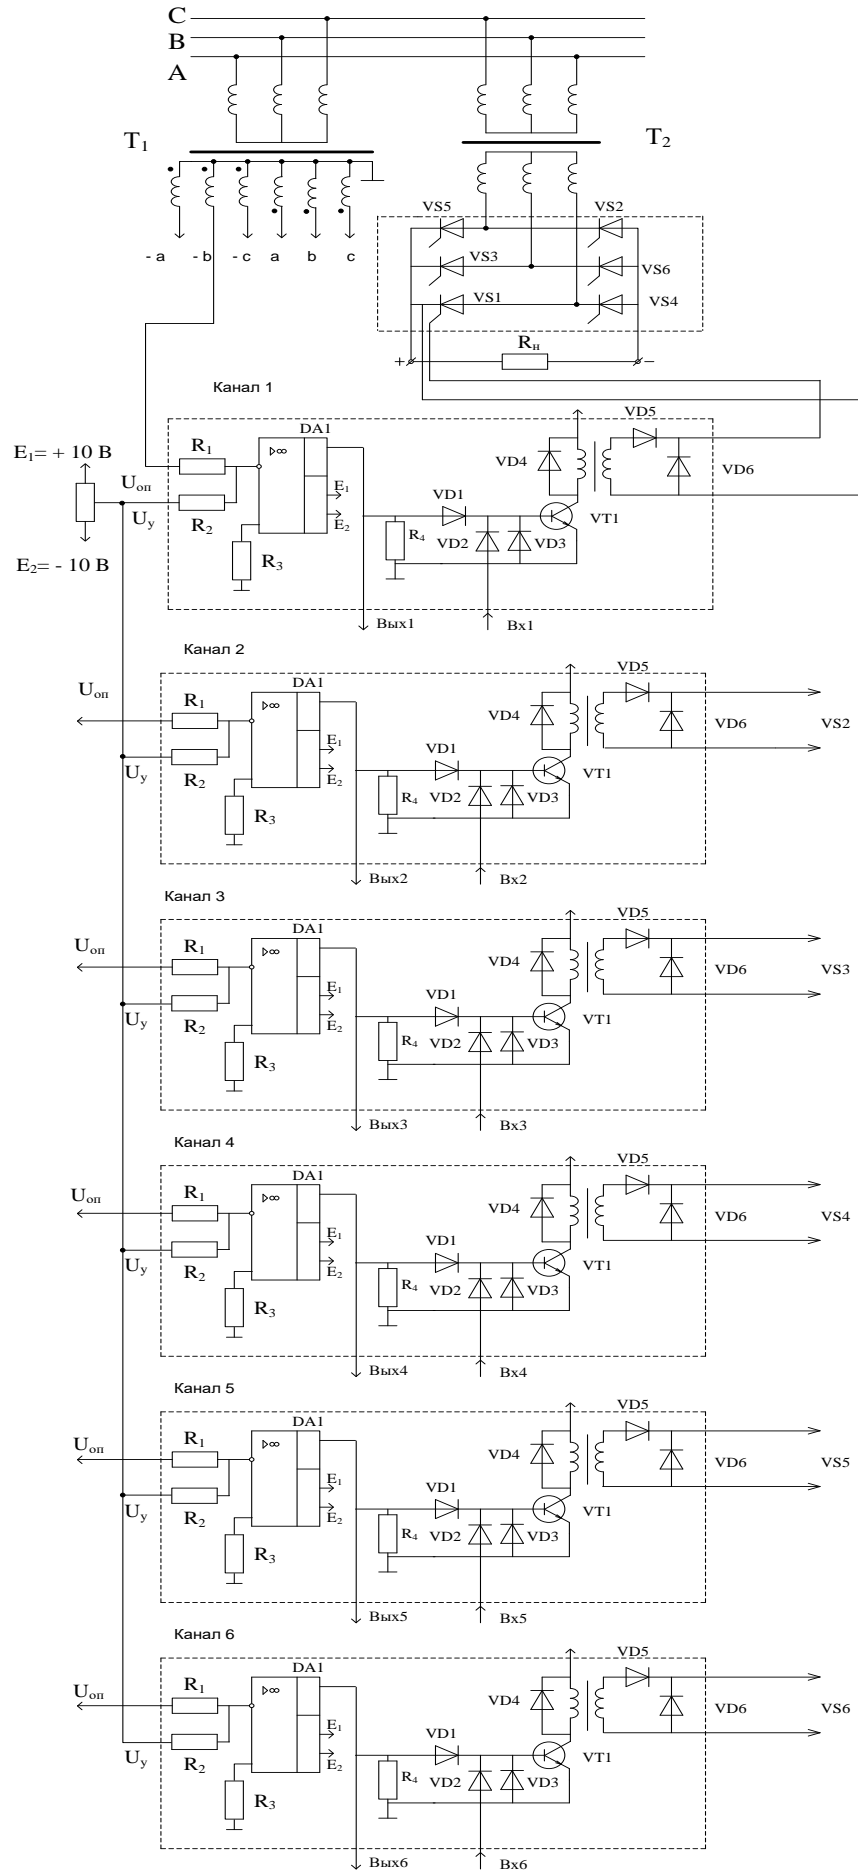 C
B
A
T1
T2
- a
- b
- c
a
b
c
VS5
VS2
VS3
VS6
VS1
VS4
Rн
+
-
Канал 1
E1= + 10 В
Uоп
Uу
E2= - 10 В
R1
R2
R3
DA1
▷∞
E1
E2
R4
VD1
VD2
VD3
VD4
VT1
VD5
VD6
Вых1
Вх1
Канал 2
Uоп
Uу
R1
R2
R3
DA1
▷∞
E1
E2
R4
VD1
VD2
VD3
VD4
VT1
VD5
VD6
VS2
Вых2
Вх2
Канал 3
Uоп
Uу
R1
R2
R3
DA1
▷∞
E1
E2
R4
VD1
VD2
VD3
VD4
VT1
VD5
VD6
VS3
Вых3
Вх3
Канал 4
Uоп
Uу
R1
R2
R3
DA1
▷∞
E1
E2
R4
VD1
VD2
VD3
VD4
VT1
VD5
VD6
VS4
Вых4
Вх4
Канал 5
Uоп
Uу
R1
R2
R3
DA1
▷∞
E1
E2
R4
VD1
VD2
VD3
VD4
VT1
VD5
VD6
VS5
Вых5
Вх5
Канал 6
Uоп
Uу
R1
R2
R3
DA1
▷∞
E1
E2
R4
VD1
VD2
VD3
VD4
VT1
VD5
VD6
VS6
Вых6
Вх6